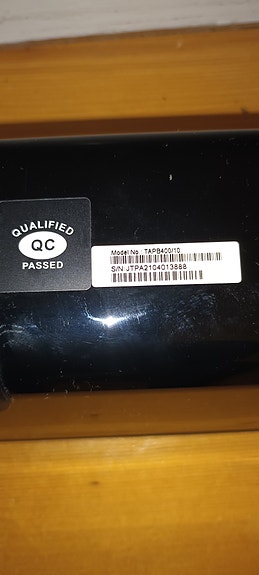 QUALIFIED
QC
PASSED
Model No.: TAPB400/10
S/N JTPA2104013888